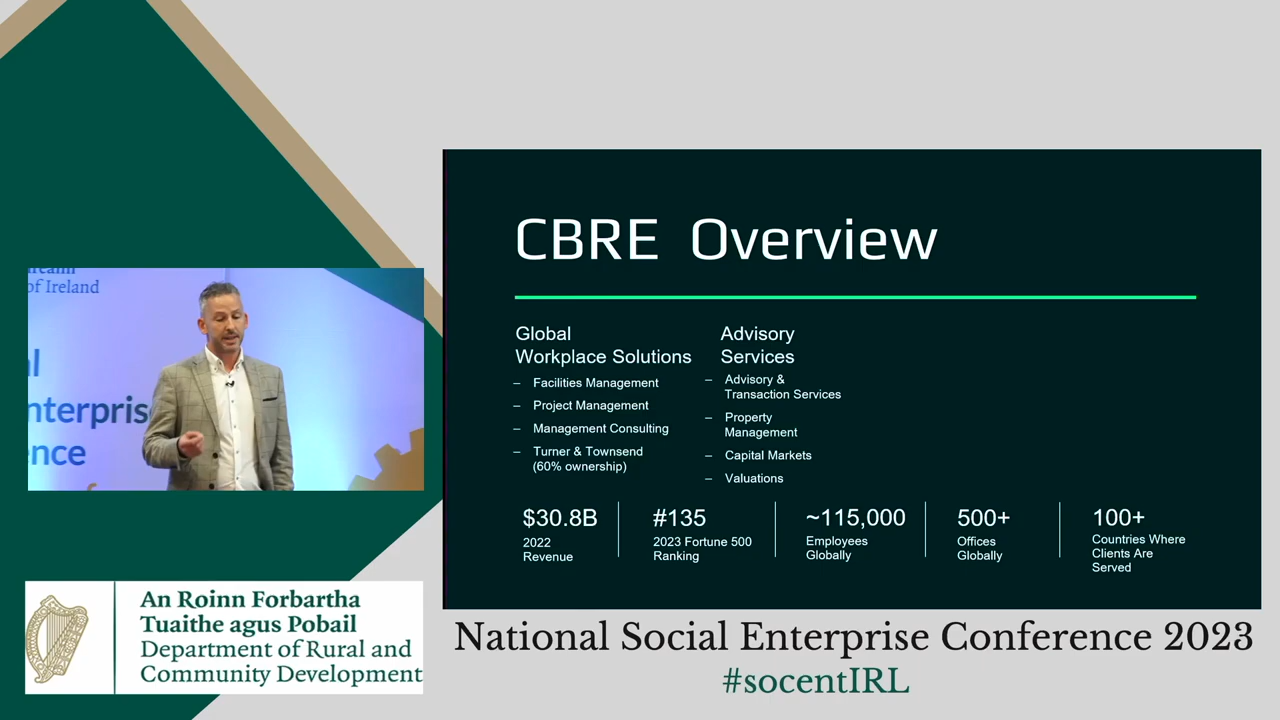 of Ireland
nterpris
nce
CBRE Overview
Global
Workplace Solutions
– Facilities Management
– Project Management
– Management Consulting
– Turner & Townsend
(60% ownership)
Advisory
Services
– Advisory &
Transaction Services
– Property
Management
– Capital Markets
– Valuations
$30.8B
2022
Revenue
#135
2023 Fortune 500
Ranking
~115,000
Employees
Globally
500+
Offices
Globally
100+
Countries Where
Clients Are
Served
An Roinn Forbartha
Tuaithe agus Pobail
Department of Rural and
Community Development
National Social Enterprise Conference 2023
#socentIRL